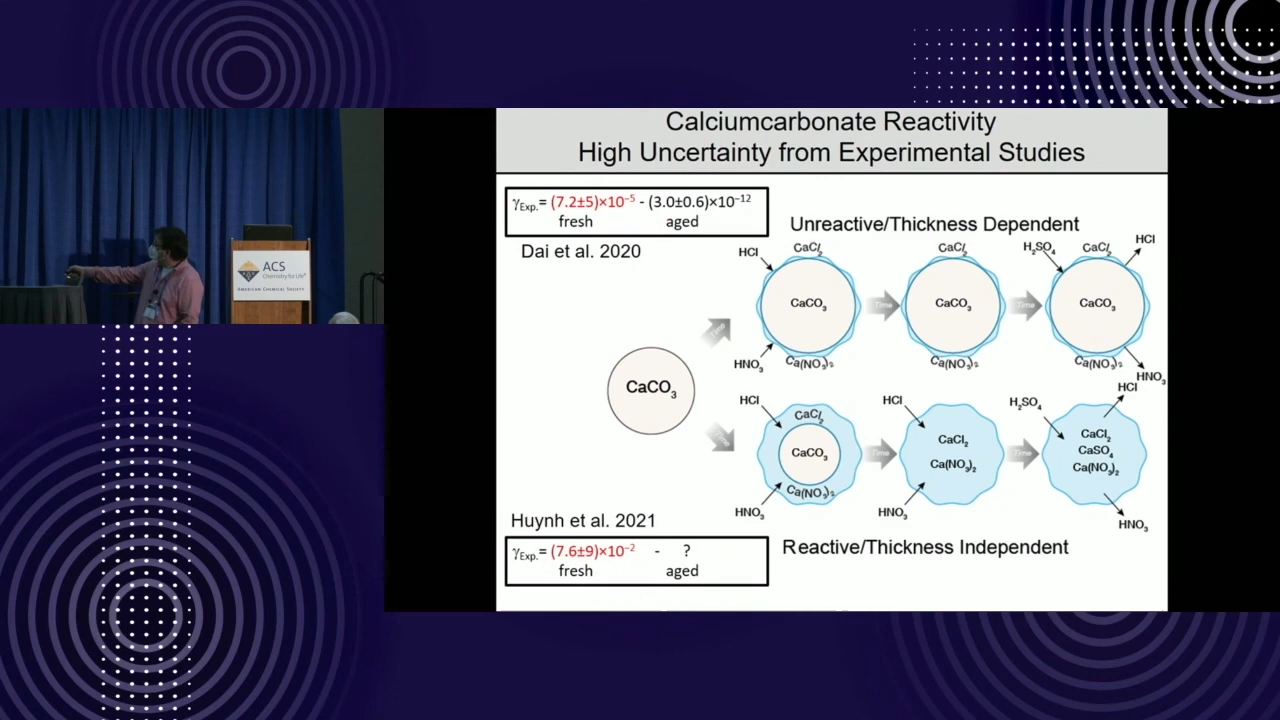 Calciumcarbonate Reactivity
High Uncertainty from Experimental Studies
γExp.= (7.2±5)×10⁻⁵ - (3.0±0.6)×10⁻¹²
fresh aged
Dai et al. 2020
Unreactive/Thickness Dependent
HCl CaCl₂
CaCO₃
HNO₃ Ca(NO₃)₂
Time
CaCl₂
CaCO₃
Ca(NO₃)₂
Time
H₂SO₄ CaCl₂ HCl
CaCO₃
Ca(NO₃)₂ HNO₃
Time
CaCO₃
Time
HCl CaCl₂
CaCO₃
HNO₃ Ca(NO₃)₂
Time
HCl
CaCl₂
Ca(NO₃)₂
HNO₃
Time
H₂SO₄ HCl
CaCl₂
CaSO₄
Ca(NO₃)₂
HNO₃
Huynh et al. 2021
γExp.= (7.6±9)×10⁻² - ?
fresh aged
Reactive/Thickness Independent
ACS
Chemistry for Life®
AMERICAN CHEMICAL SOCIETY